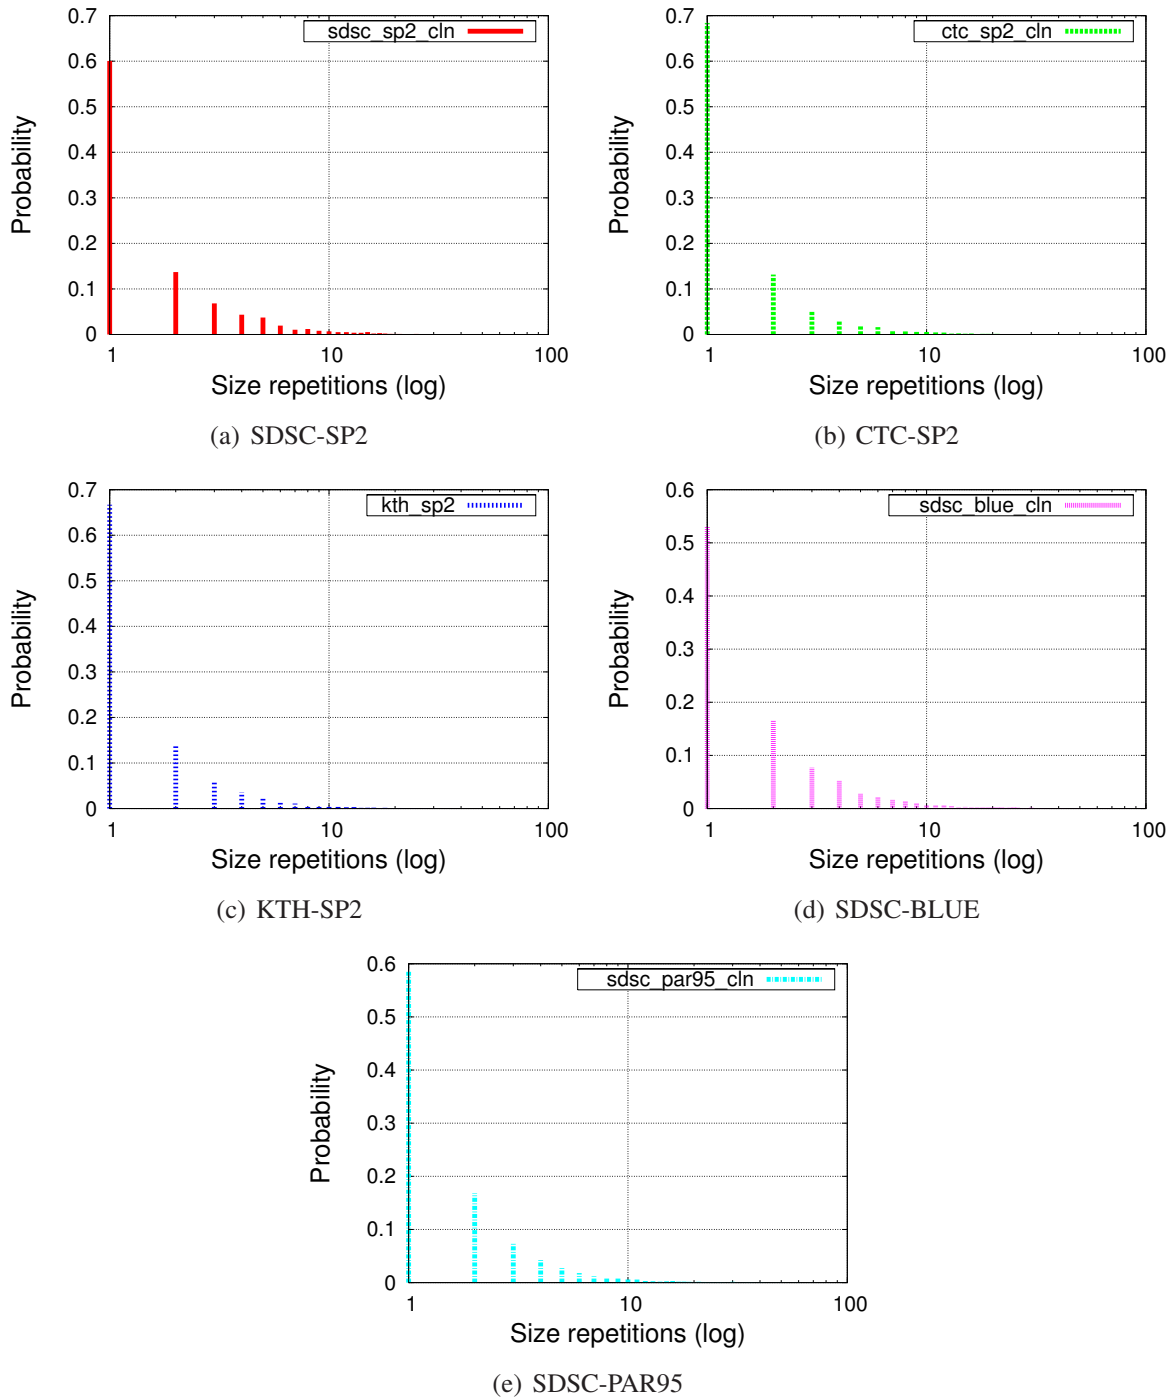 sdsc_sp2_cln
0.7
0.6
0.5
0.4
0.3
0.2
0.1
0
Probability
1 10 100
Size repetitions (log)
(a) SDSC-SP2
ctc_sp2_cln
0.7
0.6
0.5
0.4
0.3
0.2
0.1
0
Probability
1 10 100
Size repetitions (log)
(b) CTC-SP2
kth_sp2
0.7
0.6
0.5
0.4
0.3
0.2
0.1
0
Probability
1 10 100
Size repetitions (log)
(c) KTH-SP2
sdsc_blue_cln
0.6
0.5
0.4
0.3
0.2
0.1
0
Probability
1 10 100
Size repetitions (log)
(d) SDSC-BLUE
sdsc_par95_cln
0.6
0.5
0.4
0.3
0.2
0.1
0
Probability
1 10 100
Size repetitions (log)
(e) SDSC-PAR95